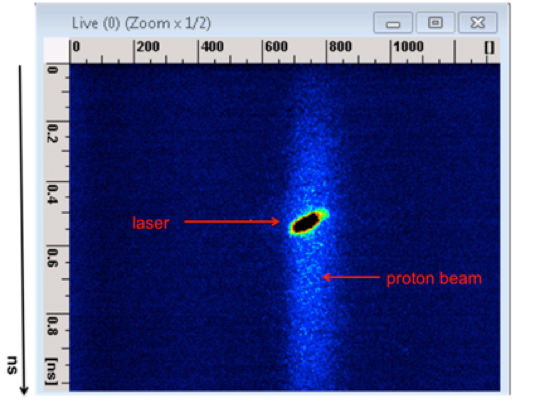 Live (0) (Zoom x 1/2)
0 200 400 600 800 1000 []
0
0.2
0.4
laser
0.6
proton beam
0.8
[ns]
ns